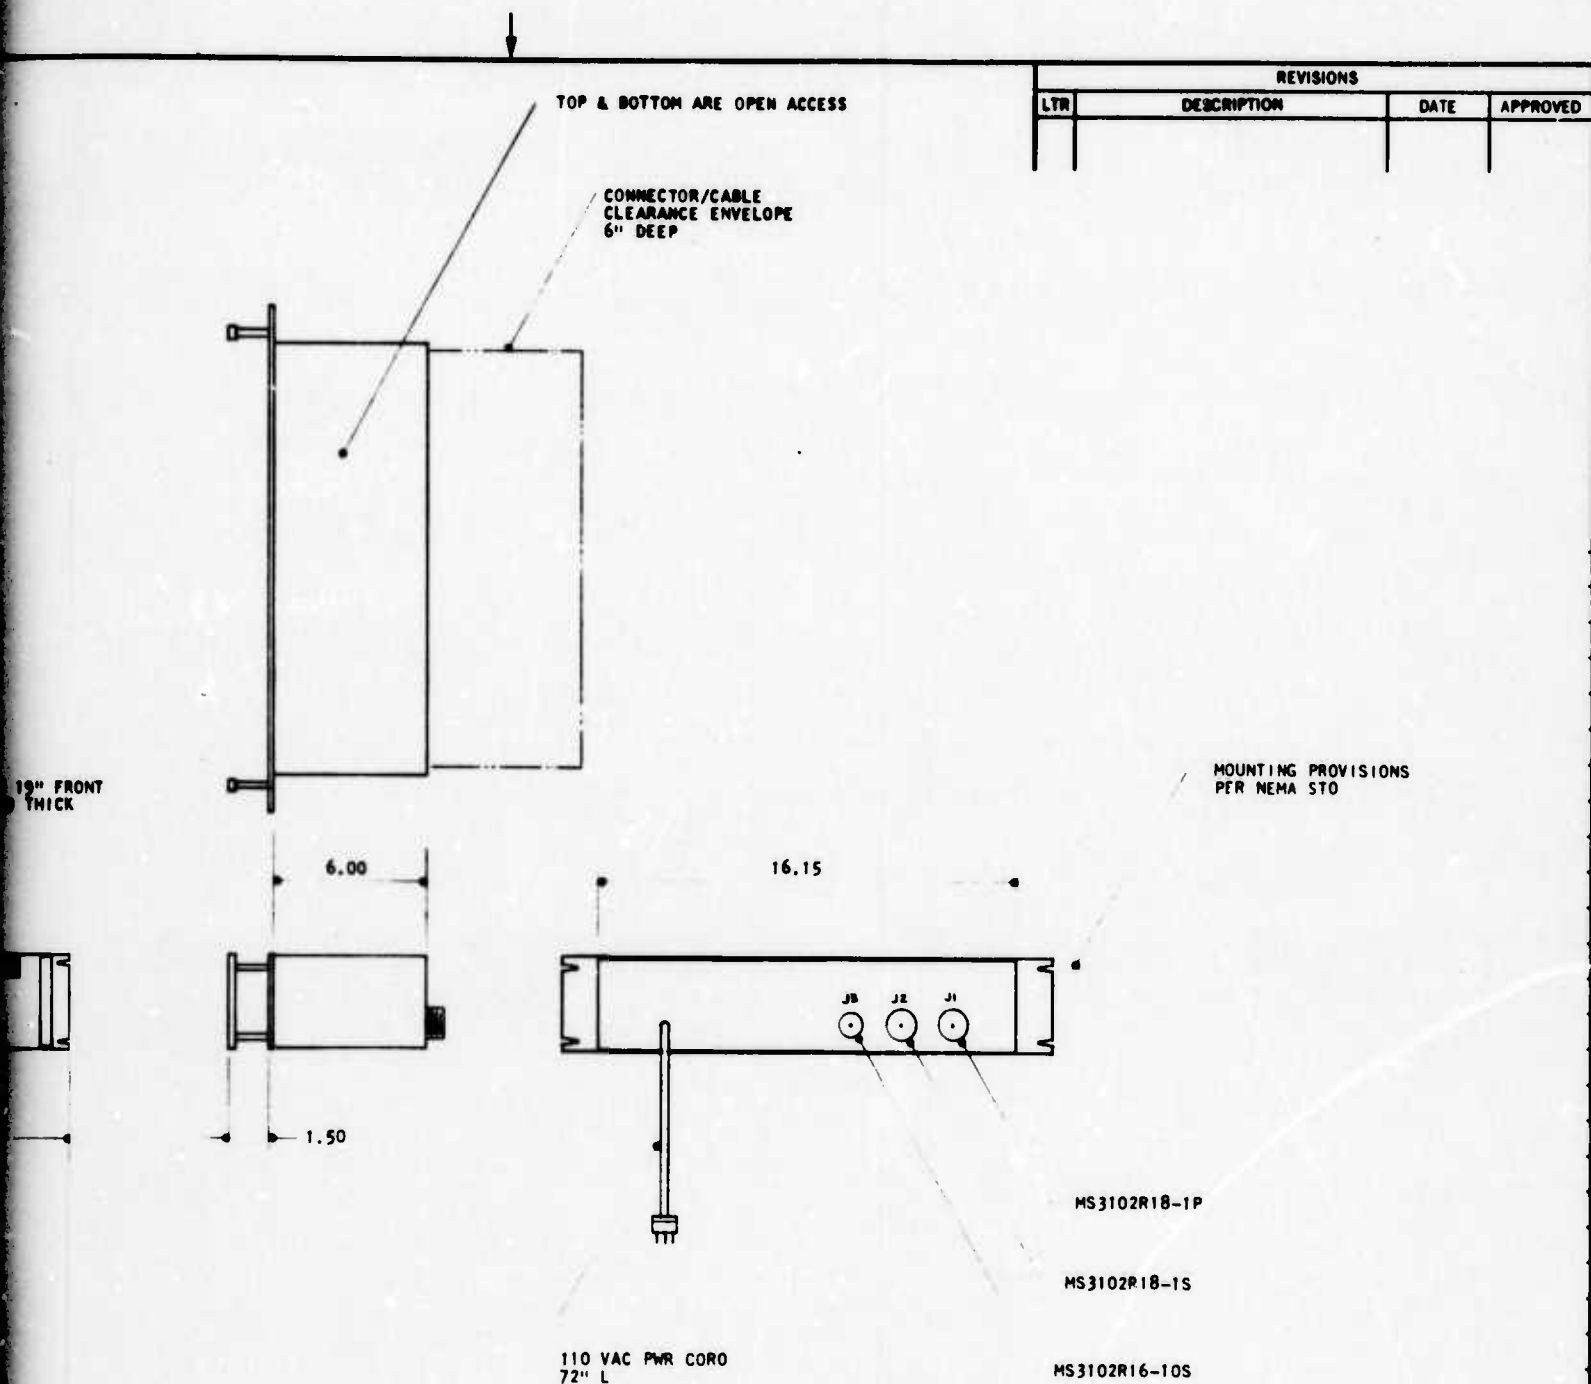 REVISIONS
LTR DESCRIPTION DATE APPROVED
TOP & BOTTOM ARE OPEN ACCESS
CONNECTOR/CABLE
CLEARANCE ENVELOPE
6" DEEP
19" FRONT
THICK
MOUNTING PROVISIONS
PER NEMA STO
6.00
16.15
J3 J2 J1
1.50
MS3102R18-1P
MS3102R18-1S
110 VAC PWR CORO
72" L
MS3102R16-10S